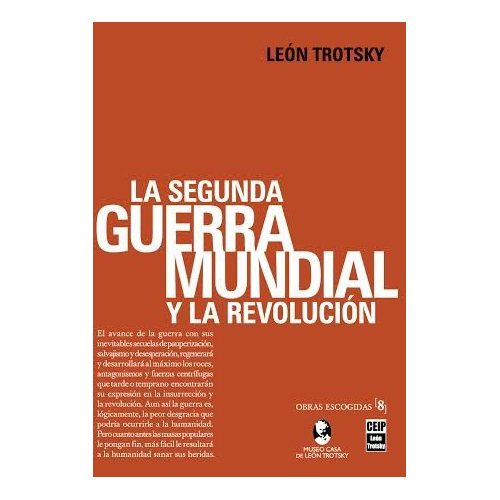 LEÓN TROTSKY
LA SEGUNDA
GUERRA
MUNDIAL
Y LA REVOLUCIÓN
El avance de la guerra con sus
inevitables secuelas de pauperización,
salvajismo y desesperación, regenerará
y desarrollará al máximo los roces,
antagonismos y fuerzas centrífugas
que tarde o temprano encontrarán
su expresión en la insurrección
y la revolución. Aun así la guerra es,
lógicamente, la peor desgracia que
podría ocurrirle a la humanidad.
Pero cuanto antes las masas populares
le pongan fin, más fácil le resultará
a la humanidad sanar sus heridas.
OBRAS ESCOGIDAS [8]
MUSEO CASA
DE LEÓN TROTSKY
CEIP
León
Trotsky